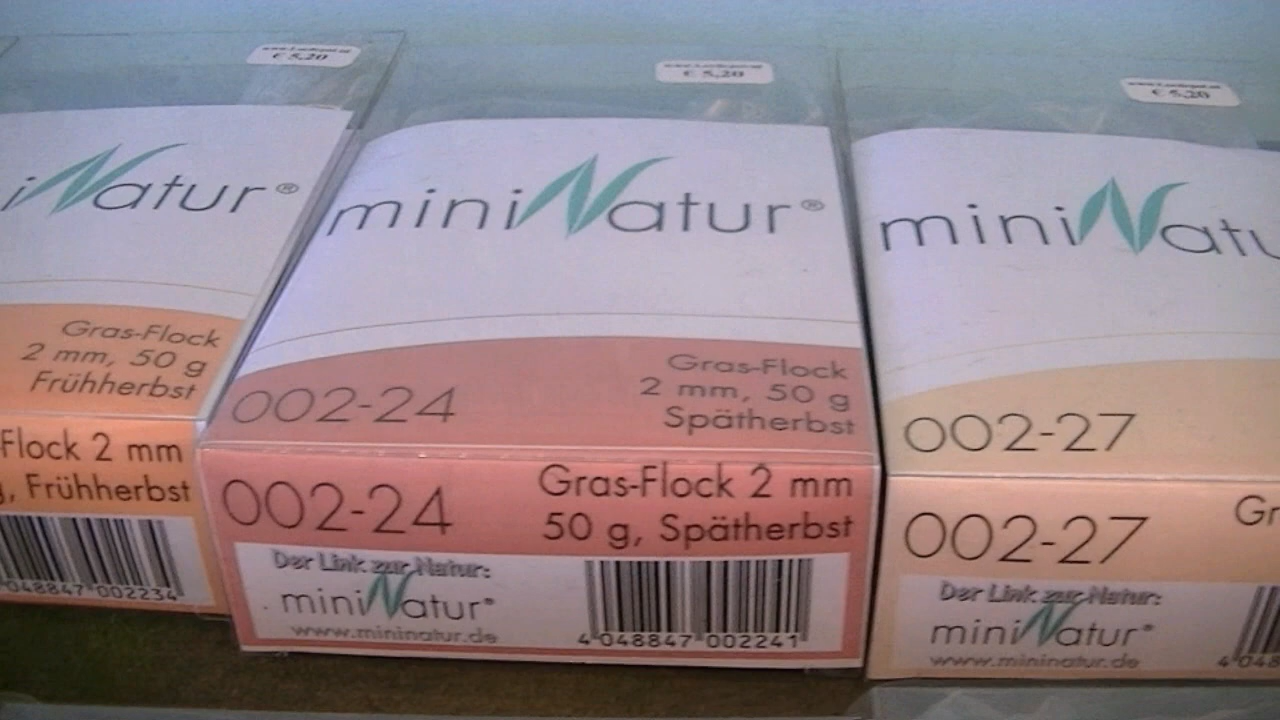 € 5,20
iNatur®
Gras-Flock
2 mm, 50 g
Frühherbst
Flock 2 mm
, Frühherbst
048847 002234
€ 5,20
miniNatur®
Gras-Flock
2 mm, 50 g
Spätherbst
002-24
002-24
Gras-Flock 2 mm
50 g, Spätherbst
Der Link zur Natur:
miniNatur®
www.mininatur.de
4 048847 002241
€ 5,20
miniNatu
002-27
002-27
Gr
Der Link zur Natur:
miniNatur®
www.mininatur.de
4 048